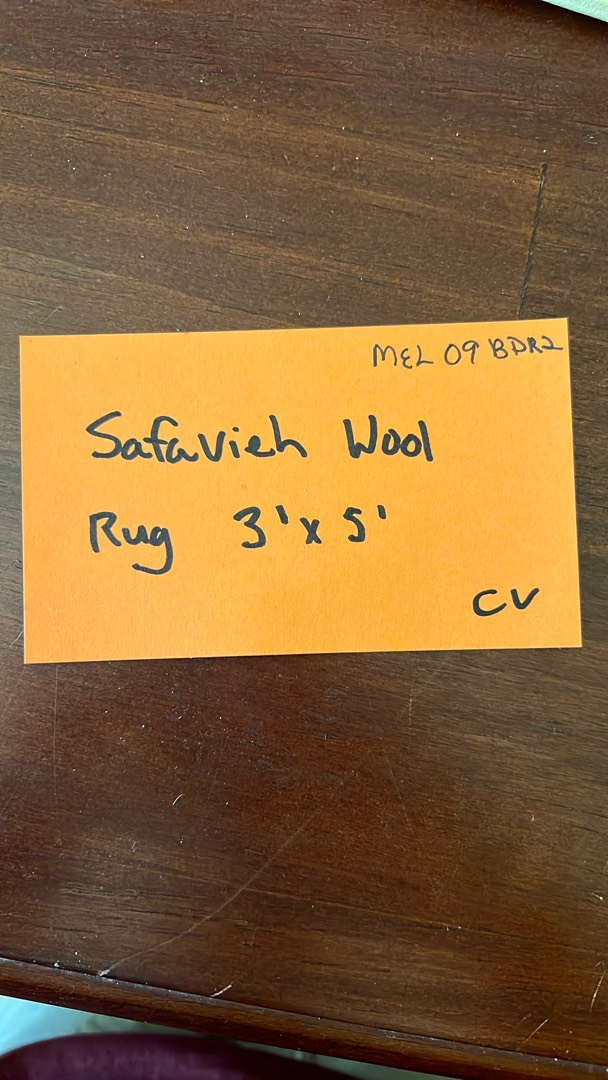 MEL 09 BDR2
Safavieh Wool
Rug 3'x 5'
CV